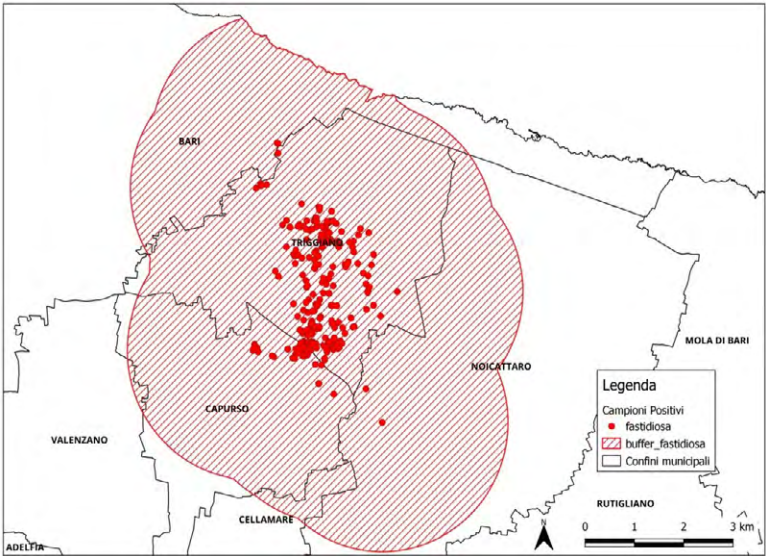 BARI
TRIGGIANO
MOLA DI BARI
NOICATTARO
CAPURSO
VALENZANO
CELLAMARE
RUTIGLIANO
ADELFIA
Legenda
Campioni Positivi
fastidiosa
buffer_fastidiosa
Confini municipali
N
0 1 2 3 km